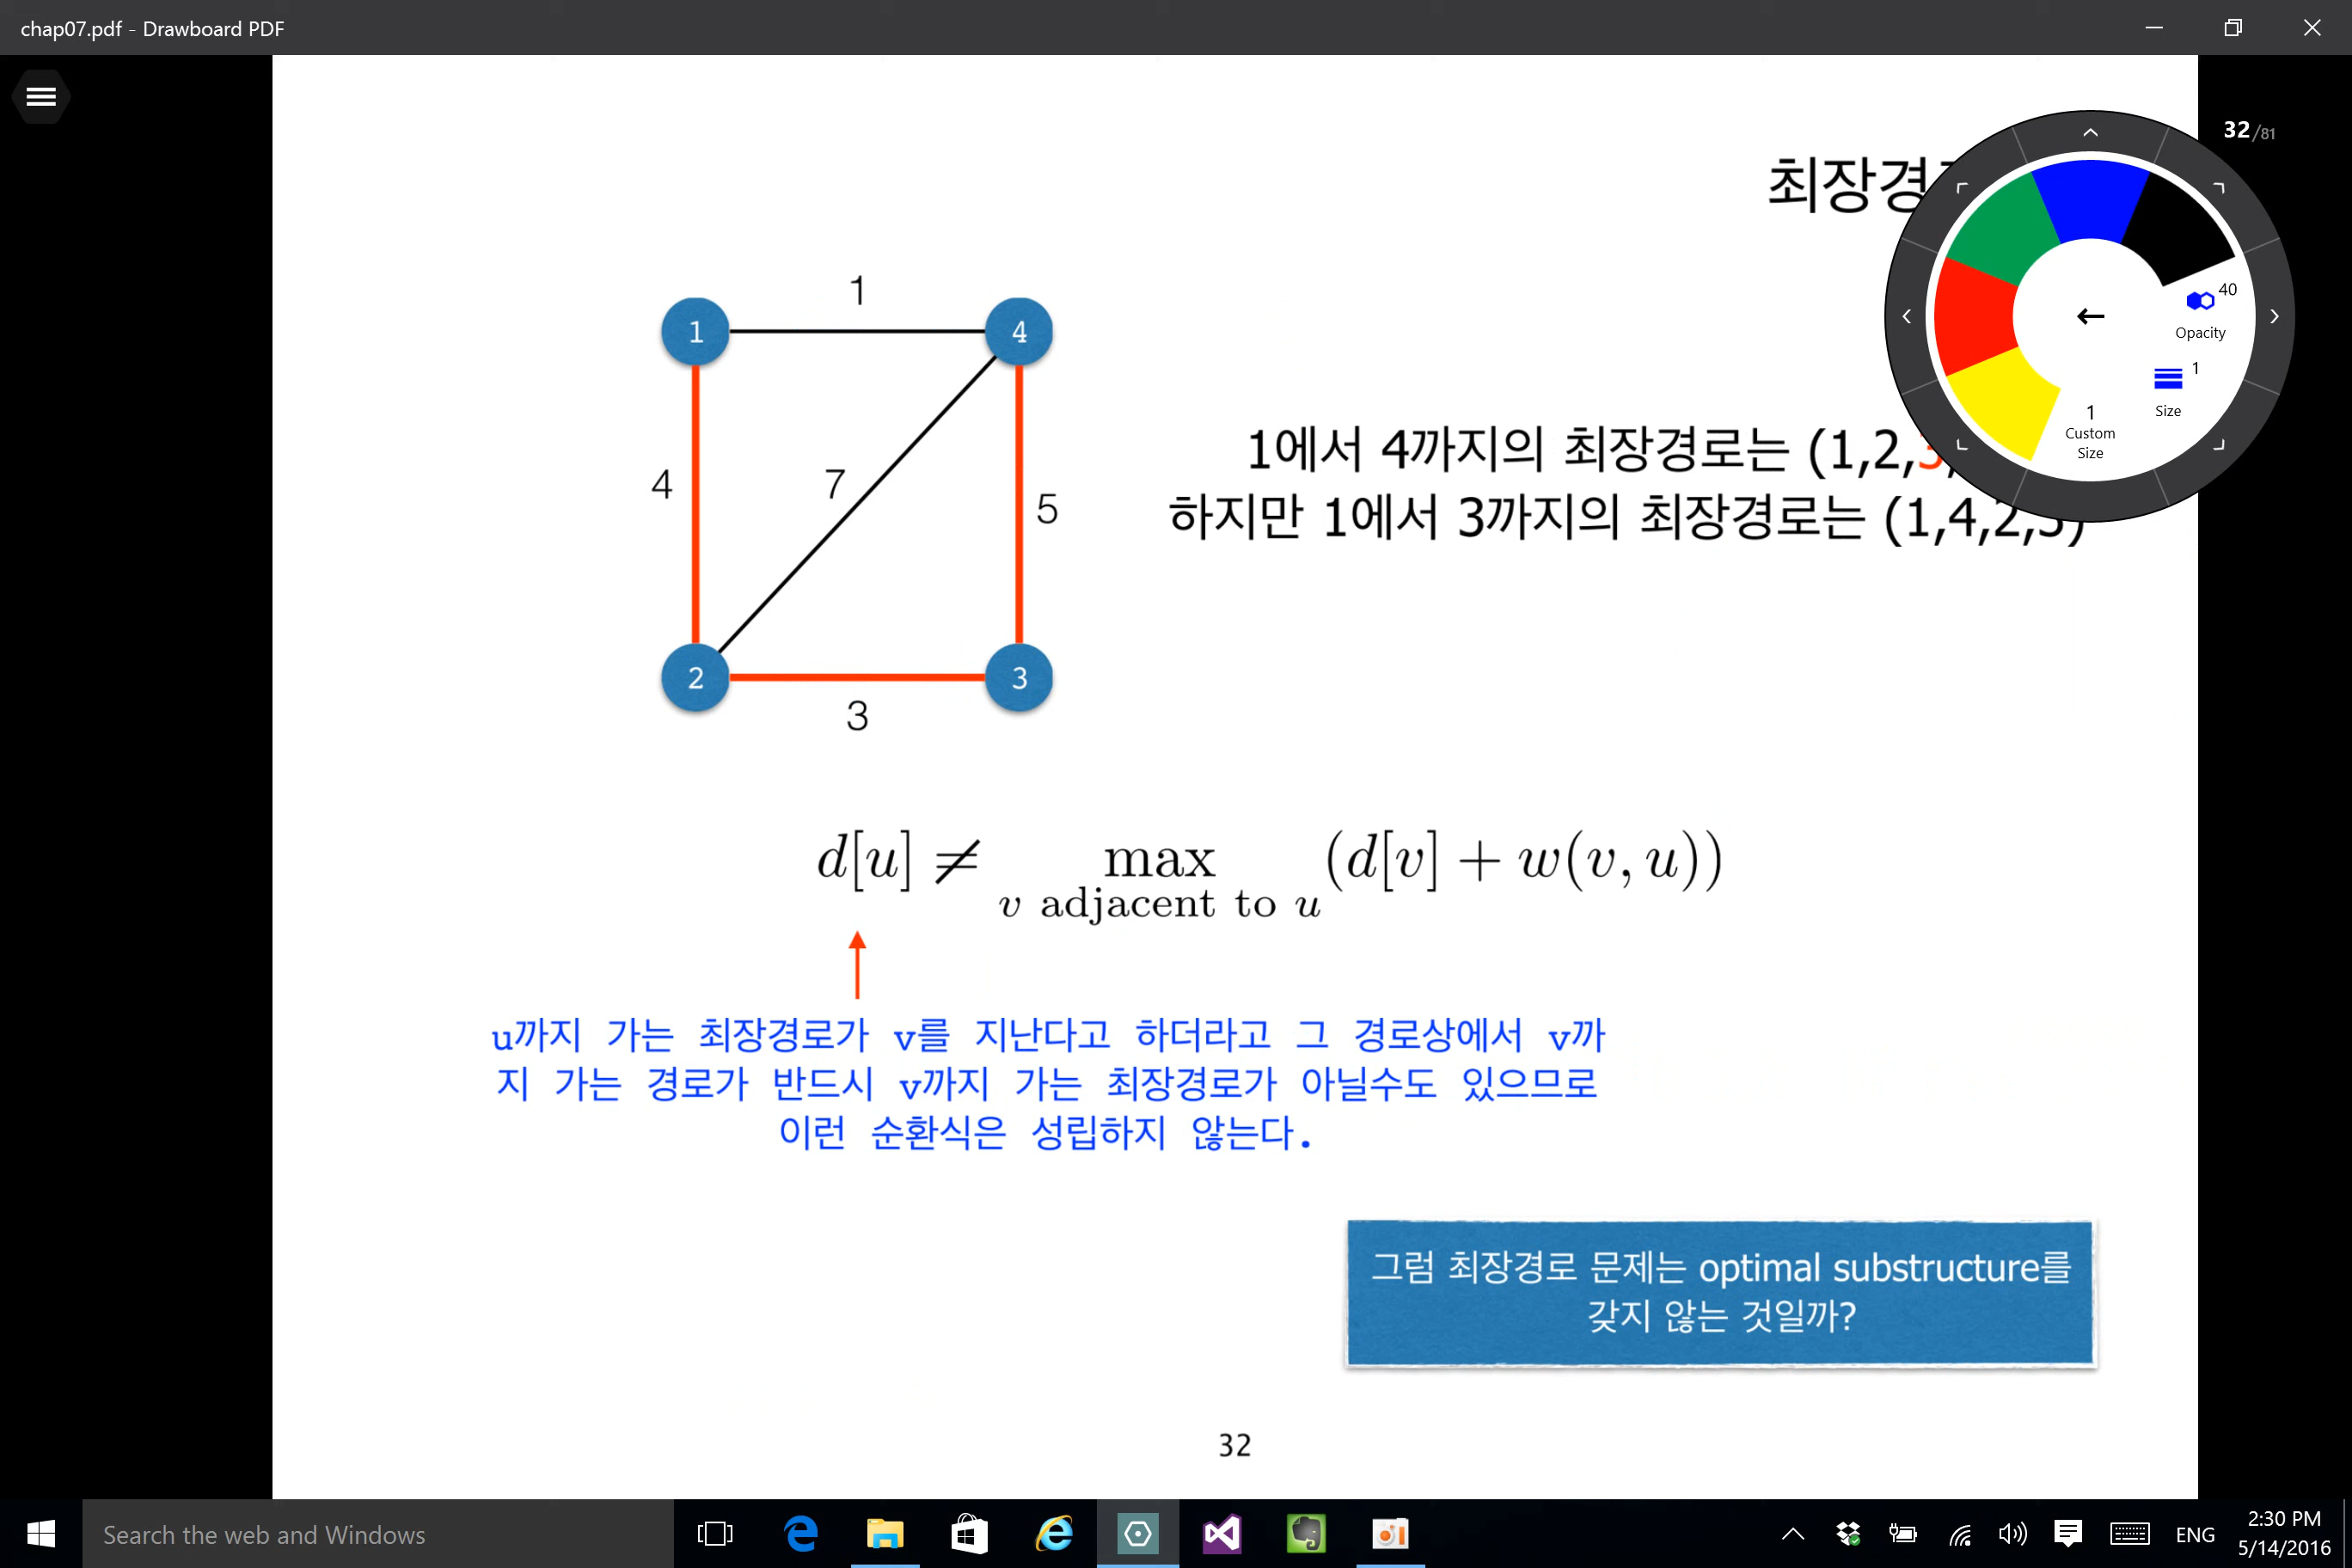 chap07.pdf - Drawboard PDF
32/81
최장경
1
1
4
4
7
5
2
3
3
1에서 4까지의 최장경로는 (1,2,3,
하지만 1에서 3까지의 최장경로는 (1,4,2,3)
40
Opacity
1
Size
1
Custom
Size
d[u] ≠ max (d[v] + w(v, u))
v adjacent to u
u까지 가는 최장경로가 v를 지난다고 하더라고 그 경로상에서 v까
지 가는 경로가 반드시 v까지 가는 최장경로가 아닐수도 있으므로
이런 순환식은 성립하지 않는다.
그럼 최장경로 문제는 optimal substructure를
갖지 않는 것일까?
32
Search the web and Windows
ENG
2:30 PM
5/14/2016